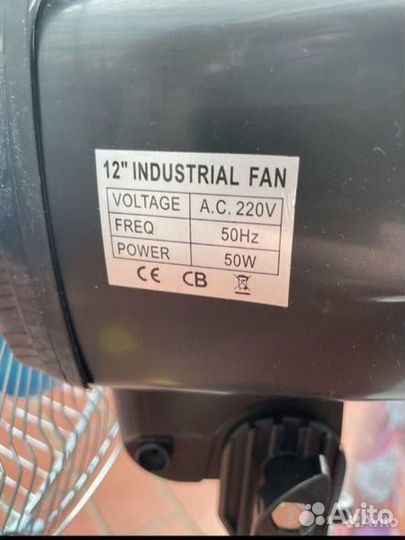 12" INDUSTRIAL FAN
VOLTAGE A.C. 220V
FREQ 50Hz
POWER 50W
CE CB
Avito